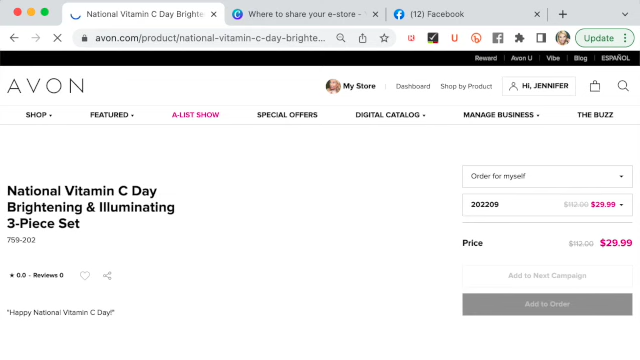 National Vitamin C Day Bright
Where to share your e-store -
(12) Facebook
avon.com/product/national-vitamin-c-day-brighte...
Update
Reward Avon U Vibe Blog ESPAÑOL
AVON
My Store Dashboard Shop by Product Hi, JENNIFER
SHOP FEATURED A-LIST SHOW SPECIAL OFFERS DIGITAL CATALOG MANAGE BUSINESS THE BUZZ
Order for myself
National Vitamin C Day
Brightening & Illuminating
3-Piece Set
759-202
202209 $112.00 $29.99
Price $112.00 $29.99
★ 0.0 - Reviews 0
Add to Next Campaign
Add to Order
"Happy National Vitamin C Day!"